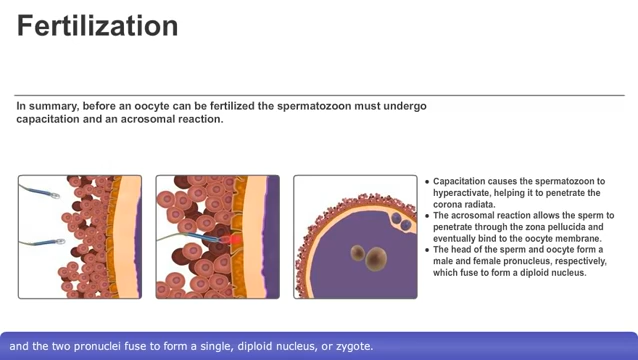 Fertilization
In summary, before an oocyte can be fertilized the spermatozoon must undergo
capacitation and an acrosomal reaction.
● Capacitation causes the spermatozoon to
hyperactivate, helping it to penetrate the
corona radiata.
● The acrosomal reaction allows the sperm to
penetrate through the zona pellucida and
eventually bind to the oocyte membrane.
● The head of the sperm and oocyte form a
male and female pronucleus, respectively,
which fuse to form a diploid nucleus.
and the two pronuclei fuse to form a single, diploid nucleus, or zygote.